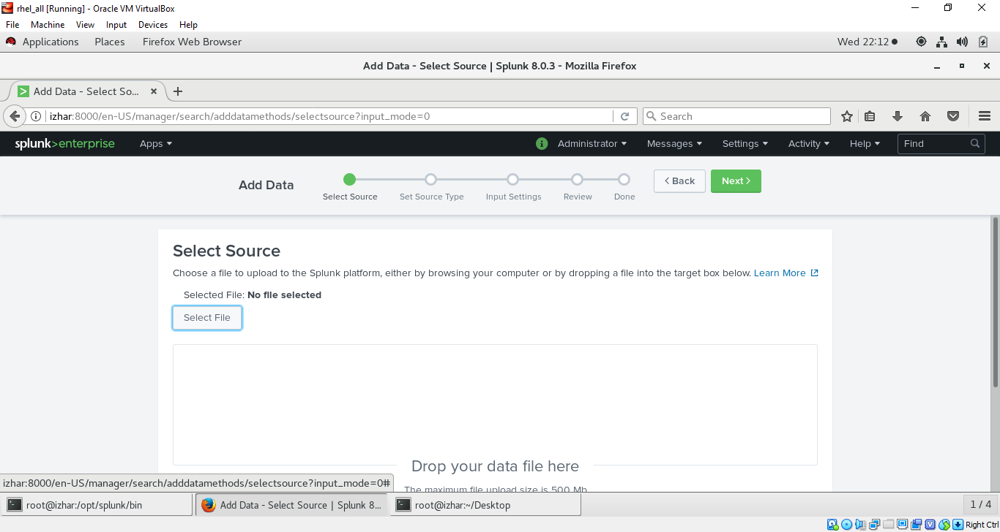 rhel_all [Running] - Oracle VM VirtualBox
File Machine View Input Devices Help
Applications Places Firefox Web Browser Wed 22:12
Add Data - Select Source | Splunk 8.0.3 - Mozilla Firefox
Add Data - Select So...
izhar:8000/en-US/manager/search/adddatamethods/selectsource?input_mode=0 Search
splunk>enterprise Apps Administrator Messages Settings Activity Help Find
Add Data
Select Source Set Source Type Input Settings Review Done
< Back Next >
Select Source
Choose a file to upload to the Splunk platform, either by browsing your computer or by dropping a file into the target box below. Learn More
Selected File: No file selected
Select File
Drop your data file here
The maximum file upload size is 500 Mb
izhar:8000/en-US/manager/search/adddatamethods/selectsource?input_mode=0#
root@izhar:/opt/splunk/bin Add Data - Select Source | Splunk 8... root@izhar:~/Desktop 1 / 4
Right Ctrl